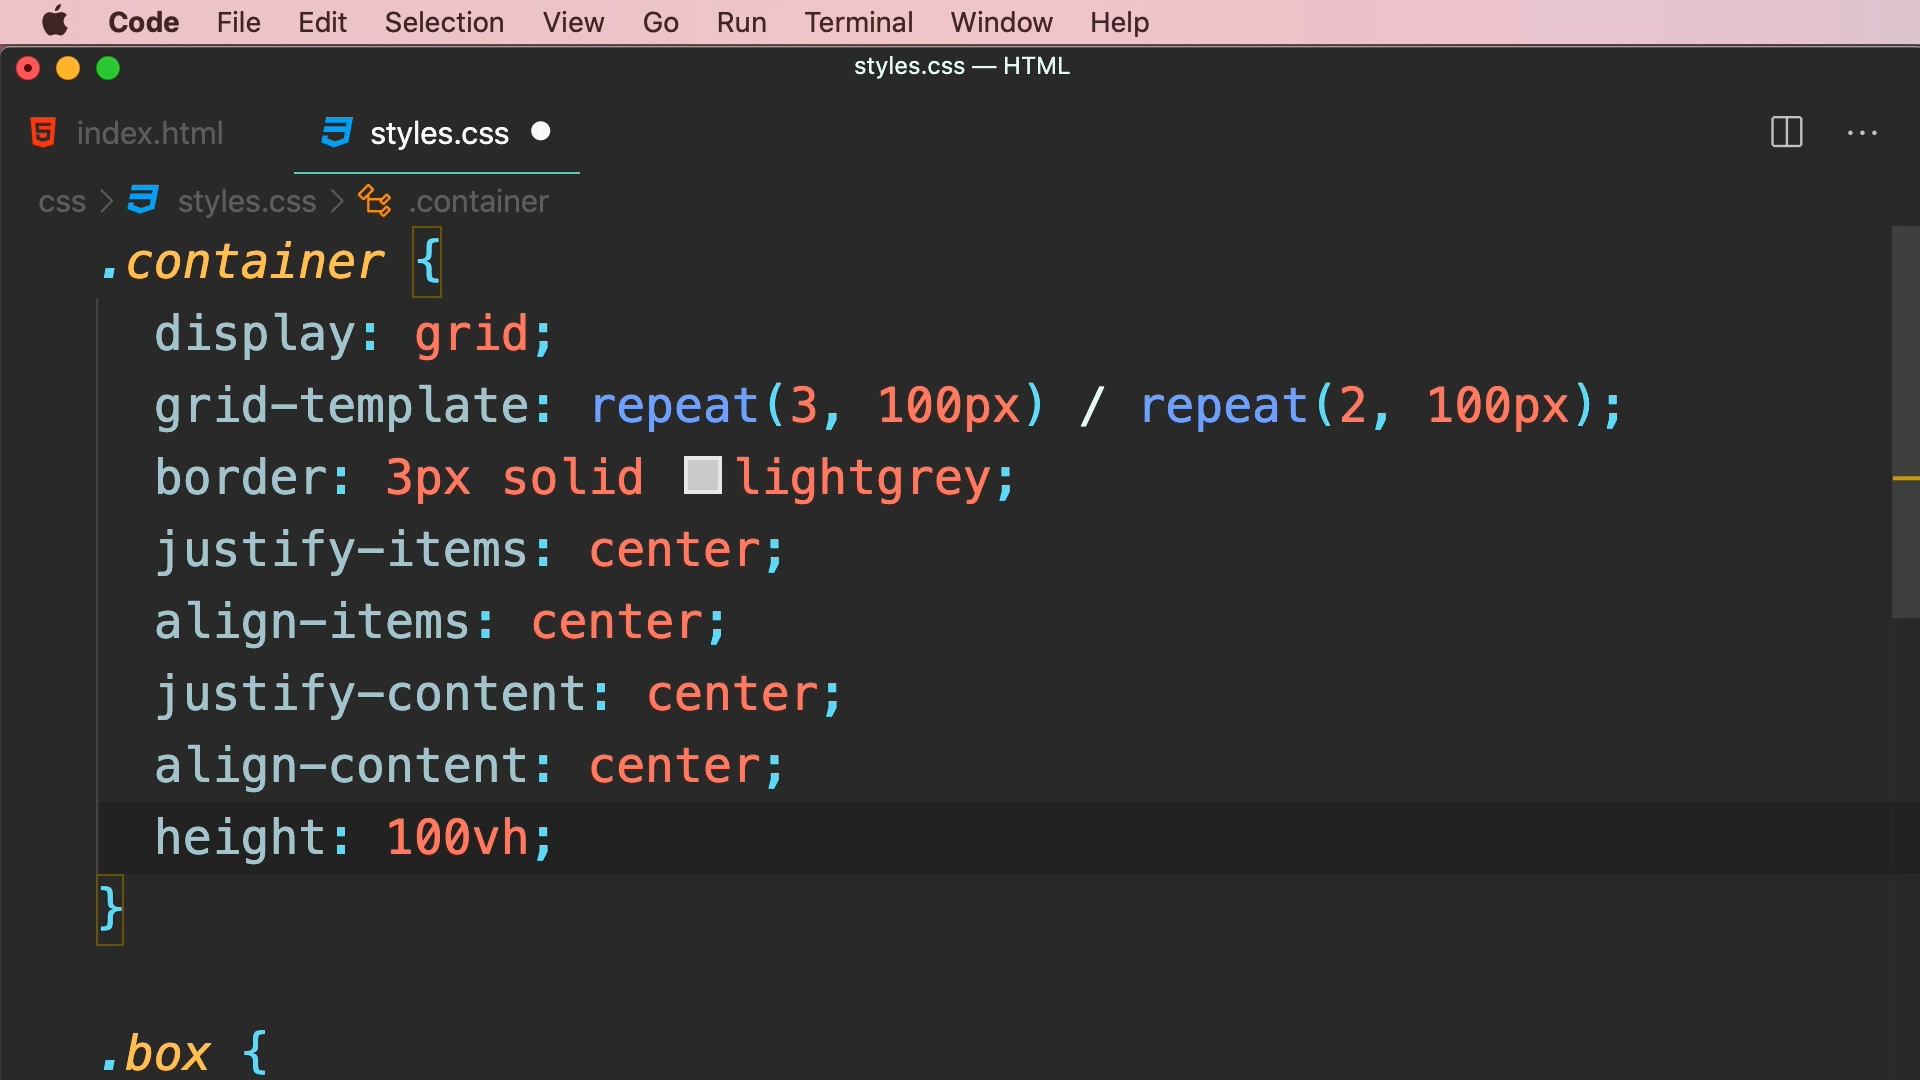 Code File Edit Selection View Go Run Terminal Window Help
styles.css — HTML
index.html styles.css
css > styles.css > .container
.container {
display: grid;
grid-template: repeat(3, 100px) / repeat(2, 100px);
border: 3px solid lightgrey;
justify-items: center;
align-items: center;
justify-content: center;
align-content: center;
height: 100vh;
}
.box {